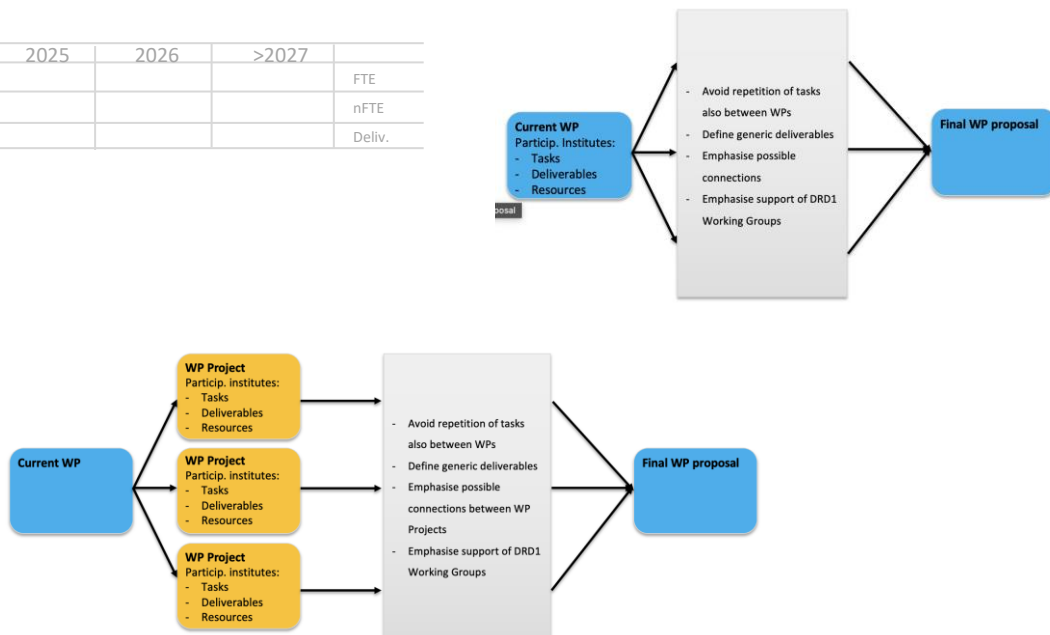 2025 2026 >2027
FTE
nFTE
Deliv.
Current WP
Particip. Institutes:
- Tasks
- Deliverables
- Resources
posal
- Avoid repetition of tasks
also between WPs
- Define generic deliverables
- Emphasise possible
connections
- Emphasise support of DRD1
Working Groups
Final WP proposal
Current WP
WP Project
Particip. institutes:
- Tasks
- Deliverables
- Resources
WP Project
Particip. institutes:
- Tasks
- Deliverables
- Resources
WP Project
Particip. institutes:
- Tasks
- Deliverables
- Resources
- Avoid repetition of tasks
also between WPs
- Define generic deliverables
- Emphasise possible
connections between WP
Projects
- Emphasise support of DRD1
Working Groups
Final WP proposal